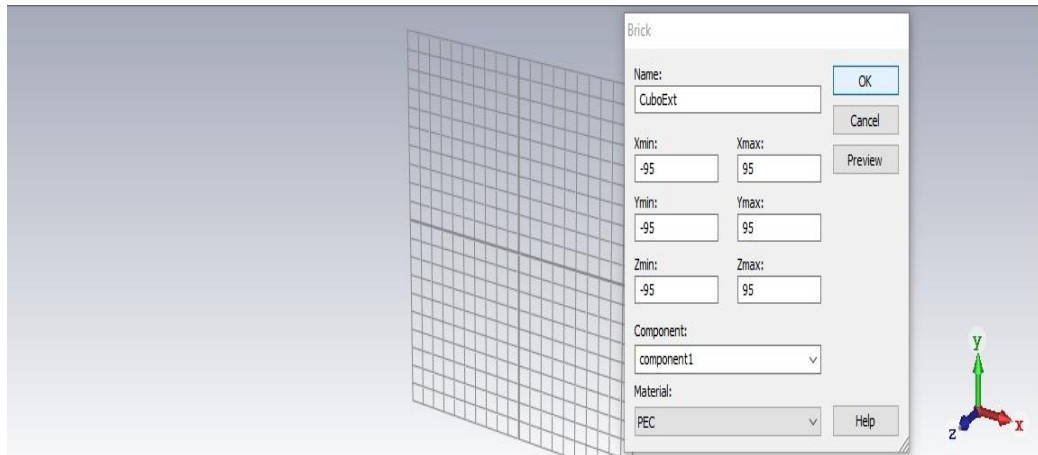 Brick
Name:
CuboExt
OK
Cancel
Xmin:
Xmax:
Preview
-95
95
Ymin:
Ymax:
-95
95
Zmin:
Zmax:
-95
95
Component:
component1
Material:
PEC
Help
y
z
x